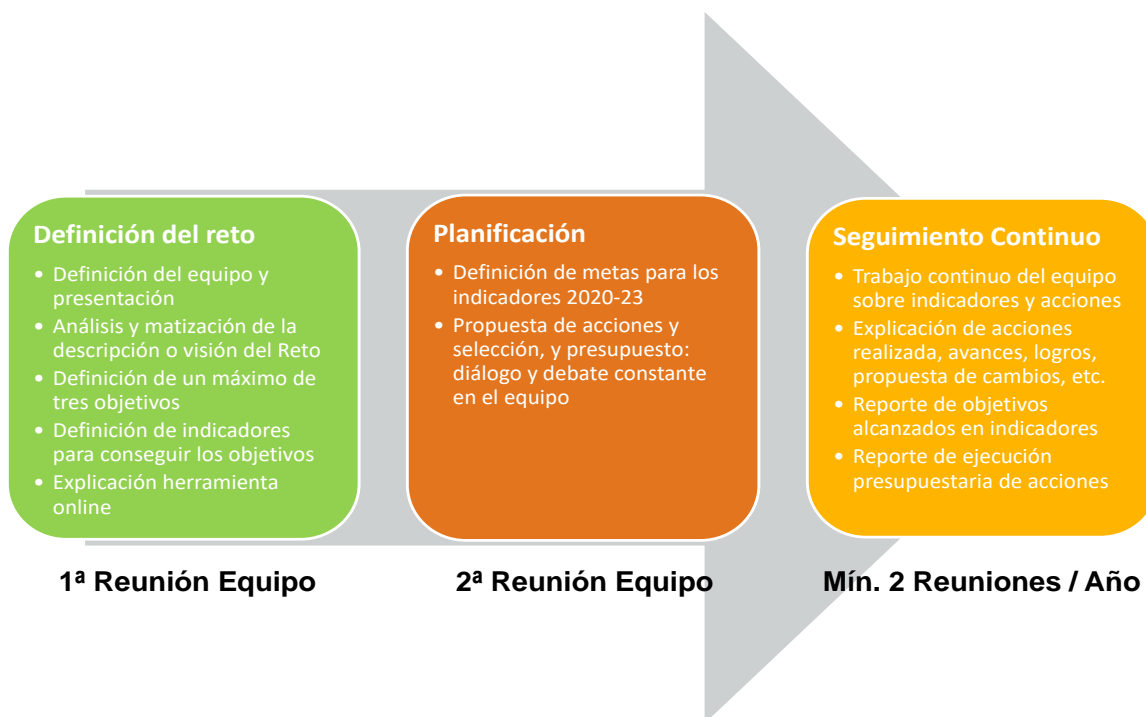 Definición del reto
• Definición del equipo y
presentación
• Análisis y matización de la
descripción o visión del Reto
• Definición de un máximo de
tres objetivos
• Definición de indicadores
para conseguir los objetivos
• Explicación herramienta
online
1ª Reunión Equipo
Planificación
• Definición de metas para los
indicadores 2020-23
• Propuesta de acciones y
selección, y presupuesto:
diálogo y debate constante
en el equipo
2ª Reunión Equipo
Seguimiento Continuo
• Trabajo continuo del equipo
sobre indicadores y acciones
• Explicación de acciones
realizada, avances, logros,
propuesta de cambios, etc.
• Reporte de objetivos
alcanzados en indicadores
• Reporte de ejecución
presupuestaria de acciones
Mín. 2 Reuniones / Año